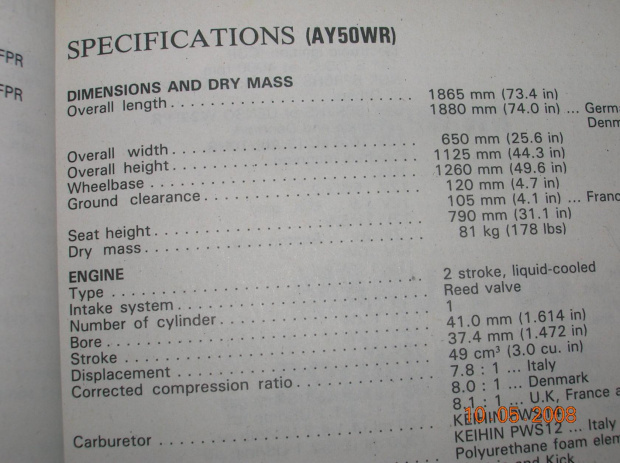 FPR
FPR
SPECIFICATIONS (AY50WR)
DIMENSIONS AND DRY MASS
Overall length . . . . . . . . . . . . . . . . . . . . . . . . 1865 mm (73.4 in)
1880 mm (74.0 in) ... Germ
Denm
Overall width . . . . . . . . . . . . . . . . . . . . . . . . 650 mm (25.6 in)
Overall height . . . . . . . . . . . . . . . . . . . . . . . . 1125 mm (44.3 in)
Wheelbase . . . . . . . . . . . . . . . . . . . . . . . . 1260 mm (49.6 in)
Ground clearance . . . . . . . . . . . . . . . . . . . . . 120 mm (4.7 in)
105 mm (4.1 in) ... Franc
Seat height . . . . . . . . . . . . . . . . . . . . . . . . 790 mm (31.1 in)
Dry mass . . . . . . . . . . . . . . . . . . . . . . . . 81 kg (178 lbs)
ENGINE
Type . . . . . . . . . . . . . . . . . . . . . . . . 2 stroke, liquid-cooled
Intake system . . . . . . . . . . . . . . . . . . . . . . Reed valve
Number of cylinder . . . . . . . . . . . . . . . . . . . 1
Bore . . . . . . . . . . . . . . . . . . . . . . . . 41.0 mm (1.614 in)
Stroke . . . . . . . . . . . . . . . . . . . . . . . . 37.4 mm (1.472 in)
Displacement . . . . . . . . . . . . . . . . . . . . . . 49 cm³ (3.0 cu. in)
Corrected compression ratio . . . . . . . . . . . . 7.8 : 1 ... Italy
8.0 : 1 ... Denmark
8.1 : 1 ... U.K, France a
Carburetor . . . . . . . . . . . . . . . . . . . . . . . . KEIHIN
KEIHIN PWS12 ... Italy
Polyurethane foam elem
and Kick
10 05 2008